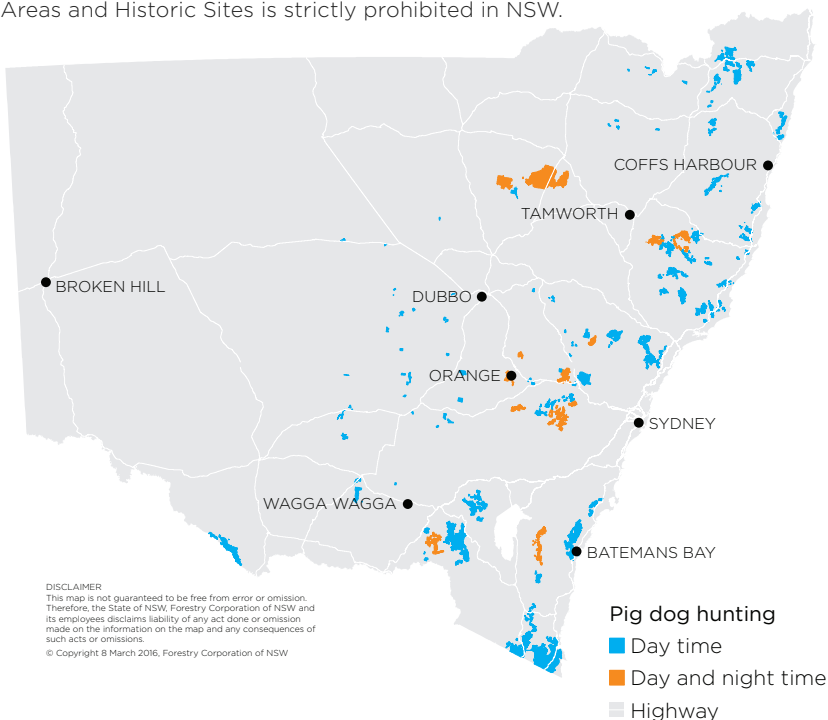 Areas and Historic Sites is strictly prohibited in NSW.
COFFS HARBOUR
TAMWORTH
BROKEN HILL
DUBBO
ORANGE
SYDNEY
WAGGA WAGGA
BATEMANS BAY
DISCLAIMER
This map is not guaranteed to be free from error or omission.
Therefore, the State of NSW, Forestry Corporation of NSW and
its employees disclaims liability of any act done or omission
made on the information on the map and any consequences of
such acts or omissions.
© Copyright 8 March 2016, Forestry Corporation of NSW
Pig dog hunting
Day time
Day and night time
Highway